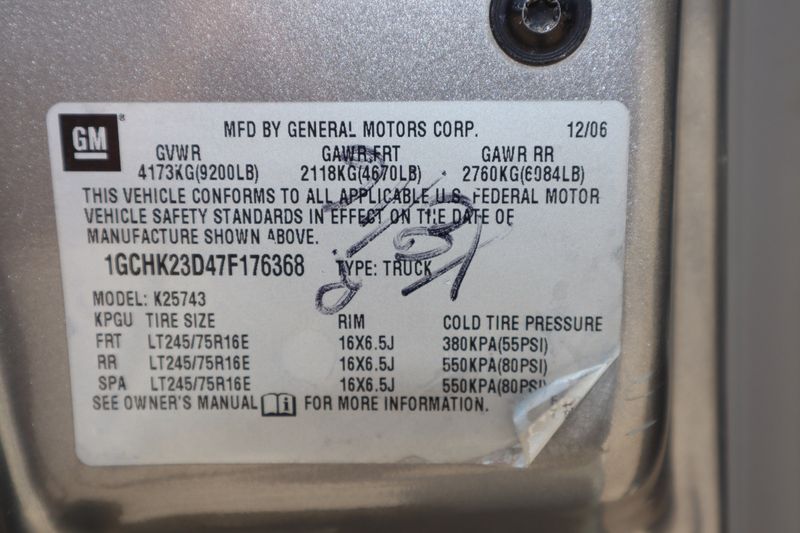 GM ®
MFD BY GENERAL MOTORS CORP. 12/06
GVWR GAWR FRT GAWR RR
4173KG(9200LB) 2118KG(4670LB) 2760KG(6084LB)
THIS VEHICLE CONFORMS TO ALL APPLICABLE U.S. FEDERAL MOTOR
VEHICLE SAFETY STANDARDS IN EFFECT ON THE DATE OF
MANUFACTURE SHOWN ABOVE.
1GCHK23D47F176368 TYPE: TRUCK
MODEL: K25743
KPGU TIRE SIZE RIM COLD TIRE PRESSURE
FRT LT245/75R16E 16X6.5J 380KPA(55PSI)
RR LT245/75R16E 16X6.5J 550KPA(80PSI)
SPA LT245/75R16E 16X6.5J 550KPA(80PSI)
SEE OWNER'S MANUAL FOR MORE INFORMATION.